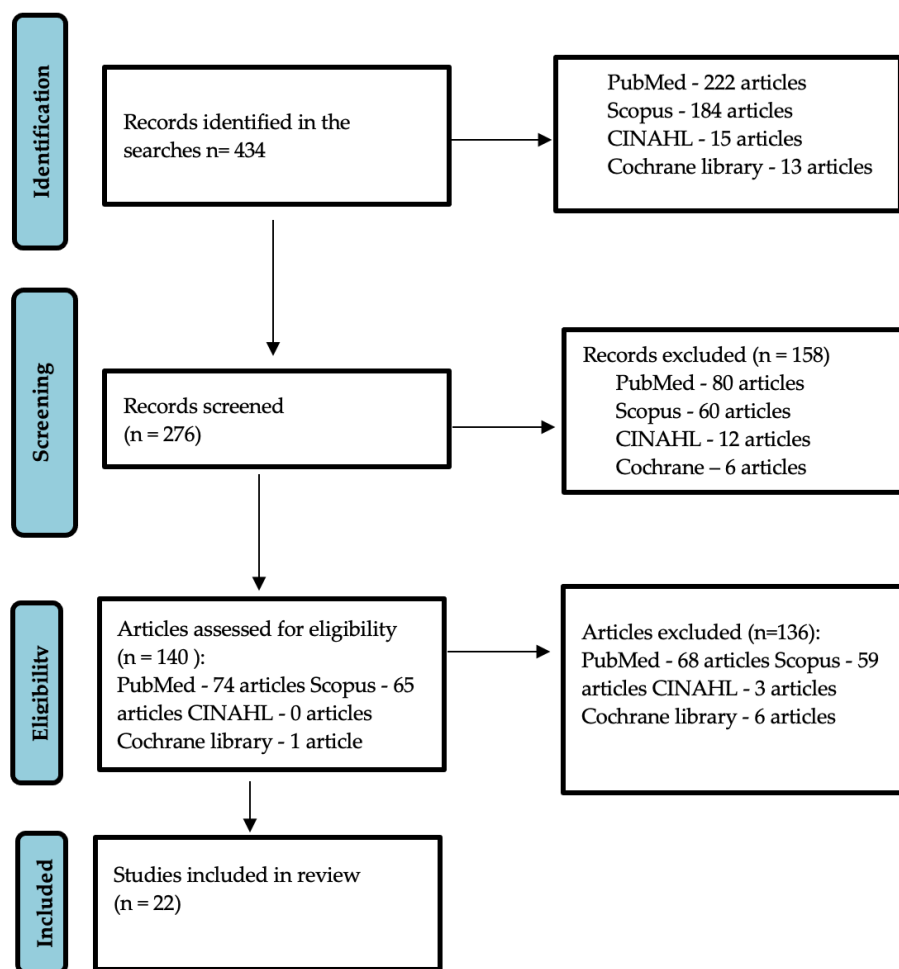 Identification
Records identified in the
searches n= 434
PubMed - 222 articles
Scopus - 184 articles
CINAHL - 15 articles
Cochrane library - 13 articles
Screening
Records screened
(n = 276)
Records excluded (n = 158)
PubMed - 80 articles
Scopus - 60 articles
CINAHL - 12 articles
Cochrane – 6 articles
Eligibility
Articles assessed for eligibility
(n = 140 ):
PubMed - 74 articles Scopus - 65
articles CINAHL - 0 articles
Cochrane library - 1 article
Articles excluded (n=136):
PubMed - 68 articles Scopus - 59
articles CINAHL - 3 articles
Cochrane library - 6 articles
Included
Studies included in review
(n = 22)